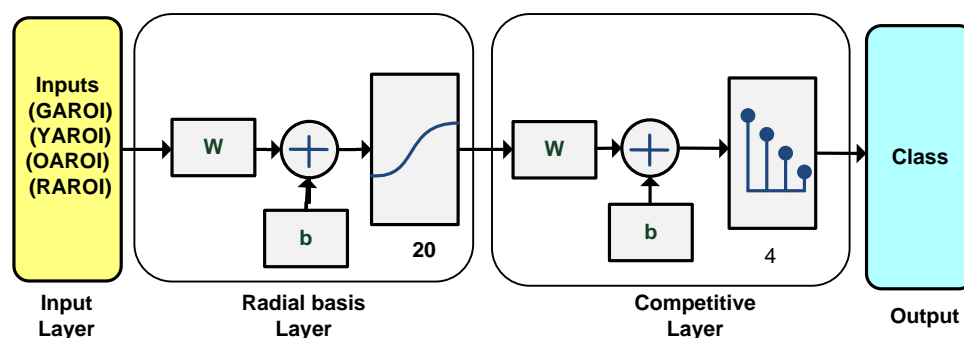 Inputs
(GAROI)
(YAROI)
(OAROI)
(RAROI)
W
b
20
W
b
4
Class
Input
Layer
Radial basis
Layer
Competitive
Layer
Output